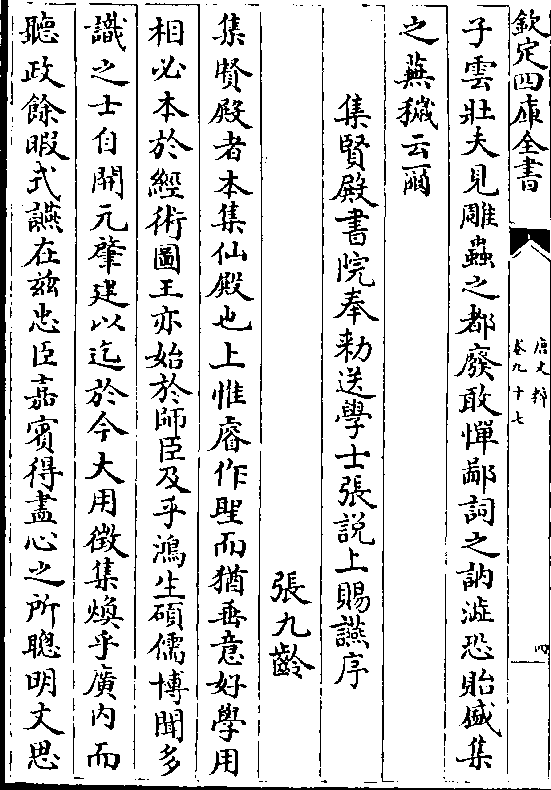 欽定四庫全書
唐文粹
卷九十七
四
子雲壯夫見雕蟲之都廢敢憚鄙詞之訥澁恐貽盛集
之蕪穢云爾
集賢殿書院奉勑送學士張說上賜讌序
張九齡
集賢殿者本集仙殿也上惟睿作聖而猶垂意好學用
相必本於經術圖王亦始於師臣及乎鴻生碩儒博聞多
識之士自開元肇建以迄於今大用徵集煥乎廣内而
聽政餘暇式讌在兹忠臣嘉賓得盡心之所聰明文思